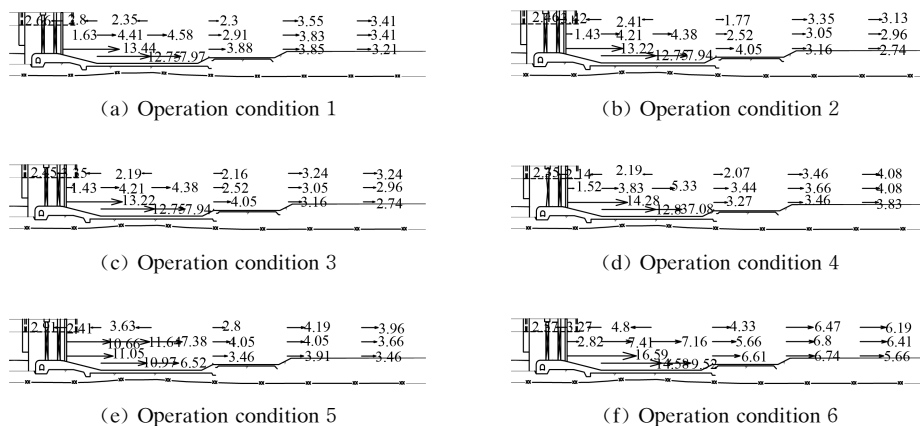 2.8 2.35 2.3 3.55 3.41
1.63 4.41 4.58 2.91 3.83 3.41
13.44 3.88 3.85 3.21
12.75 7.97
(a) Operation condition 1
2.41 1.77 3.35 3.13
1.43 4.21 4.38 2.52 3.05 2.96
13.22 4.05 3.16 2.74
12.75 7.94
(b) Operation condition 2
2.19 2.16 3.24 3.24
1.43 4.21 4.38 2.52 3.05 2.96
13.22 4.05 3.16 2.74
12.75 7.94
(c) Operation condition 3
2.19 2.07 3.46 4.08
1.52 3.83 5.33 3.44 3.66 4.08
14.28 3.27 3.46 3.83
12.83 7.08
(d) Operation condition 4
2.91 2.41 3.63 2.8 4.19 3.96
10.66 11.64 7.38 4.05 4.05 3.66
11.05 3.46 3.91 3.46
10.97 6.52
(e) Operation condition 5
3.27 4.8 4.33 6.47 6.19
2.82 7.41 7.16 5.66 6.8 6.41
16.59 6.61 6.74 5.66
14.58 9.52
(f) Operation condition 6